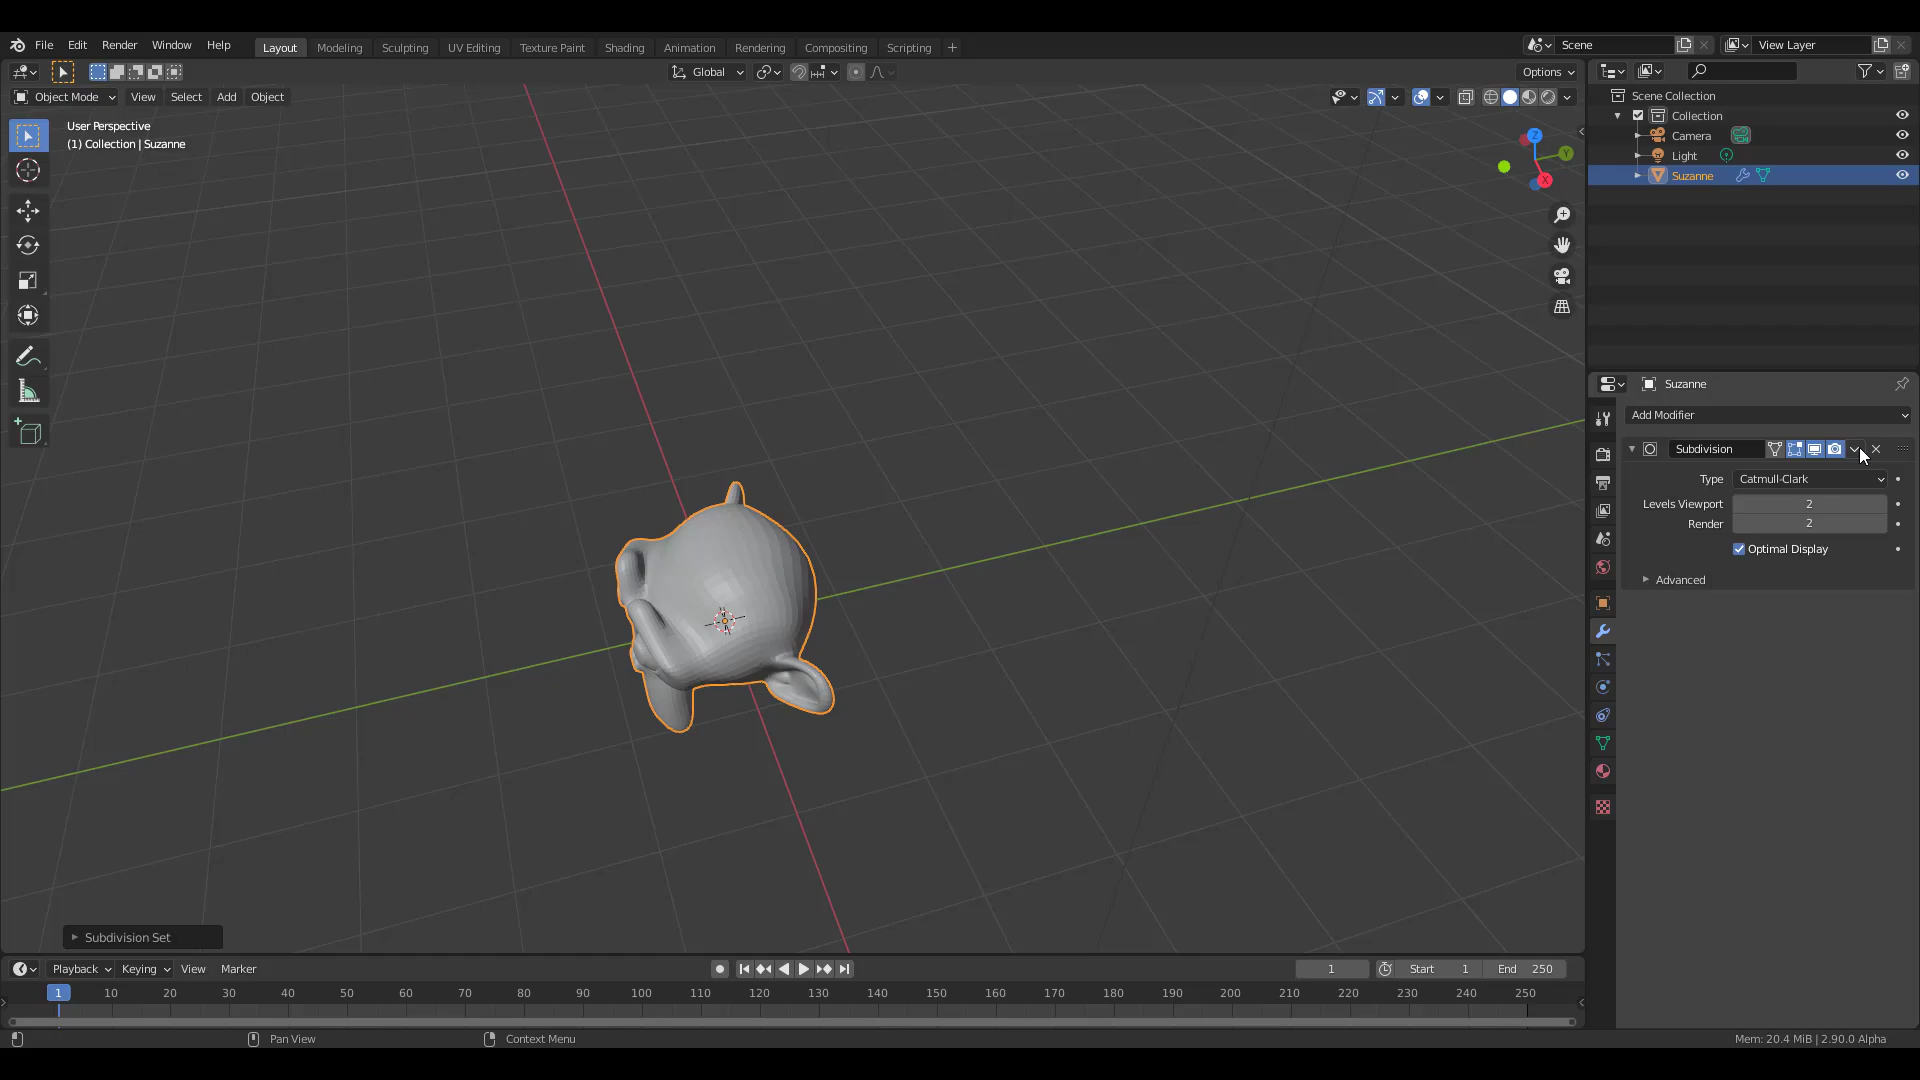 File Edit Render Window Help
Layout Modeling Sculpting UV Editing Texture Paint Shading Animation Rendering Compositing Scripting +
Scene
View Layer
Global
Options
Object Mode View Select Add Object
User Perspective
(1) Collection | Suzanne
Z
Y
X
Scene Collection
Collection
Camera
Light
Suzanne
Suzanne
Add Modifier
Subdivision
Type Catmull-Clark
Levels Viewport 2
Render 2
Optimal Display
Advanced
Subdivision Set
Playback Keying View Marker
1 Start 1 End 250
1 10 20 30 40 50 60 70 80 90 100 110 120 130 140 150 160 170 180 190 200 210 220 230 240 250
Pan View Context Menu Mem: 20.4 MiB | 2.90.0 Alpha